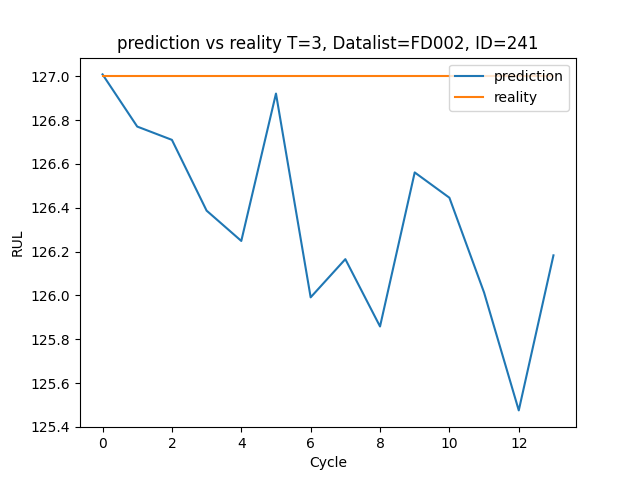 prediction vs reality T=3, Datalist=FD002, ID=241
127.0
126.8
126.6
126.4
126.2
126.0
125.8
125.6
125.4
RUL
prediction
reality
0 2 4 6 8 10 12
Cycle